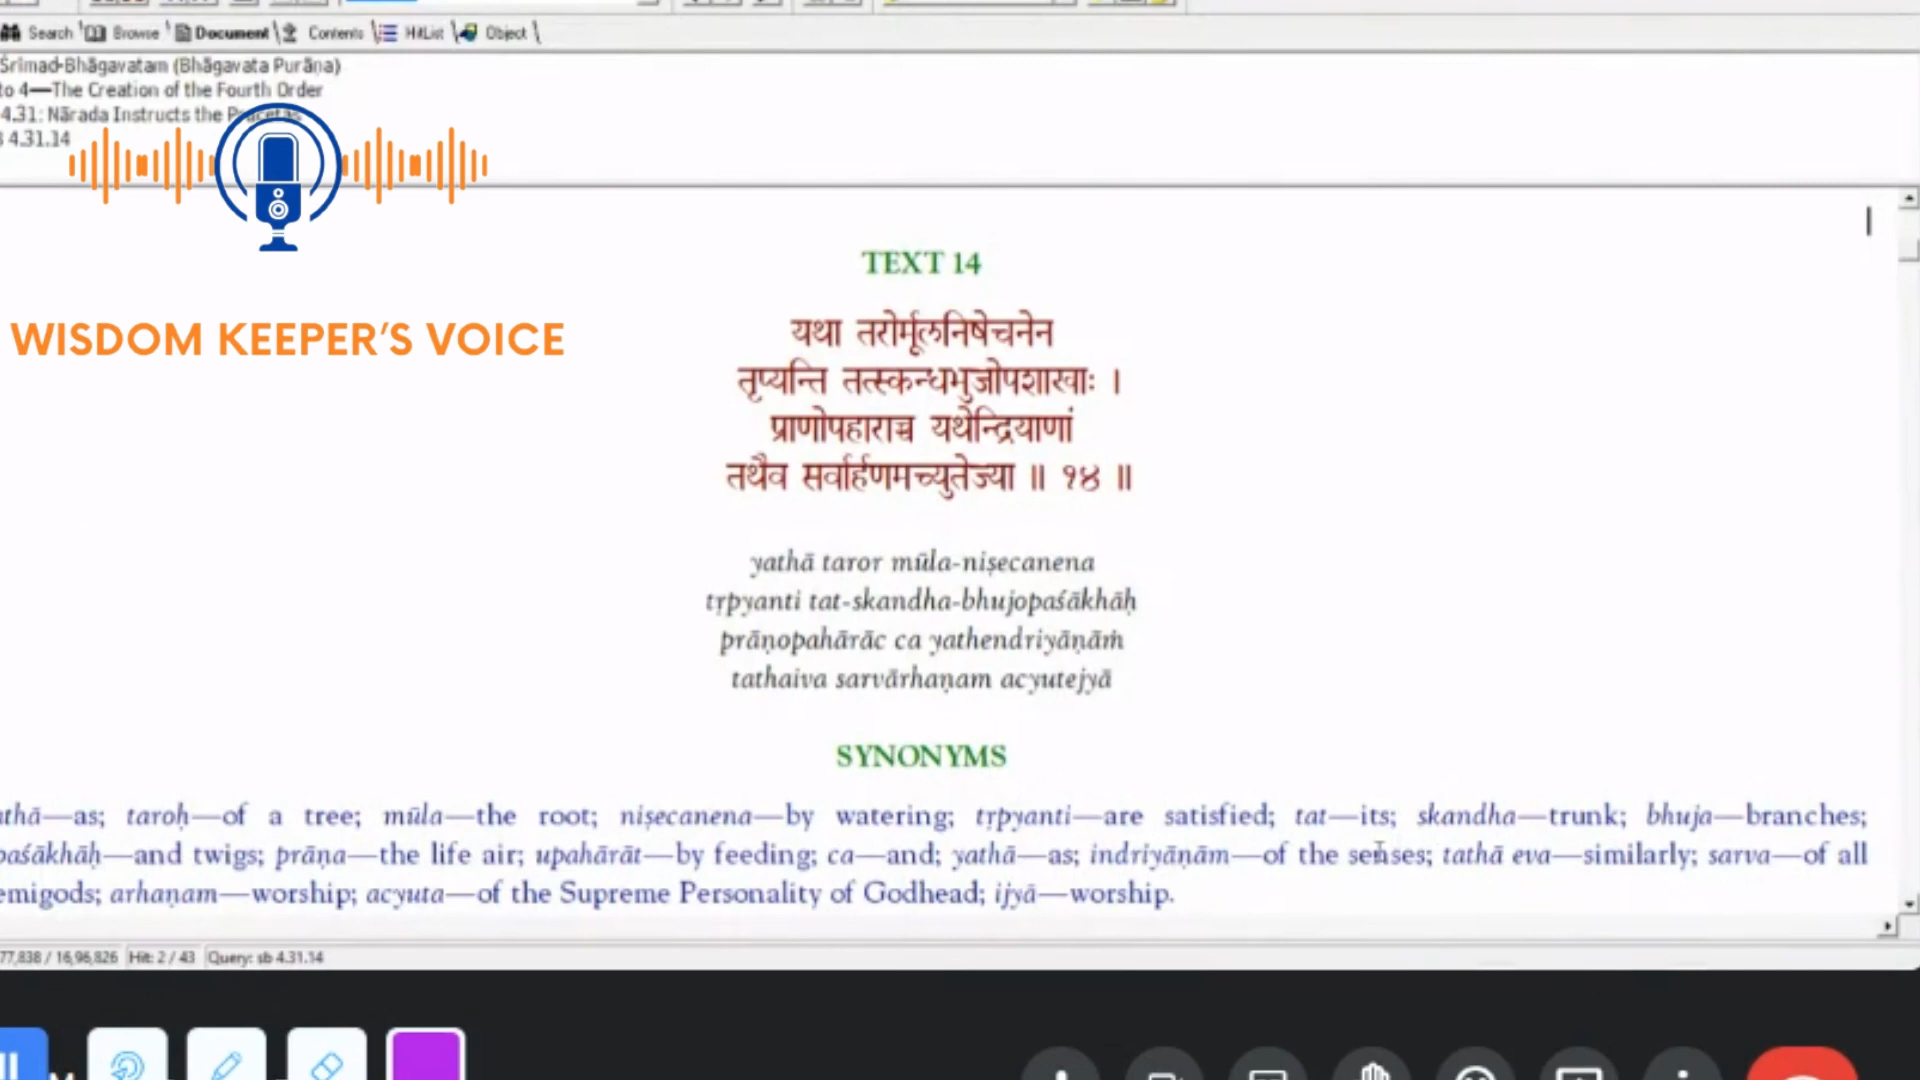 Search Browse Document Contents HitList Object
Śrīmad-Bhāgavatam (Bhāgavata Purāṇa)
to 4—The Creation of the Fourth Order
4.31: Nārada Instructs the Pracetās
4.31.14
WISDOM KEEPER’S VOICE
TEXT 14
यथा तरोर्मूलनिषेचनेन
तृप्यन्ति तत्स्कन्धभुजोपशाखाः ।
प्राणोपहाराच्च यथेन्द्रियाणां
तथैव सर्वार्हणमच्युतेज्या ॥ १४ ॥
yathā taror mūla-niṣecanena
tṛpyanti tat-skandha-bhujopaśākhāḥ
prāṇopahārāc ca yathendriyāṇāṁ
tathaiva sarvārhaṇam acyutejyā
SYNONYMS
thā—as; taroḥ—of a tree; mūla—the root; niṣecanena—by watering; tṛpyanti—are satisfied; tat—its; skandha—trunk; bhuja—branches;
paśākhāḥ—and twigs; prāṇa—the life air; upahārāt—by feeding; ca—and; yathā—as; indriyāṇām—of the senses; tathā eva—similarly; sarva—of all
emigods; arhaṇam—worship; acyuta—of the Supreme Personality of Godhead; ijyā—worship.
77,838 / 16,96,826 Hit: 2 / 43 Query: sb 4.31.14